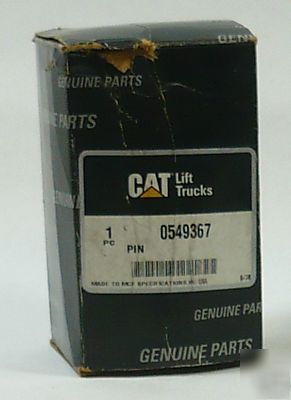 GENUINE
GENUINE PARTS
GENUINE PARTS
CAT Lift
Trucks
1
PC
0549367
PIN
MADE TO MCF SPECIFICATIONS IN USA
GENUINE PARTS
GENUINE PARTS